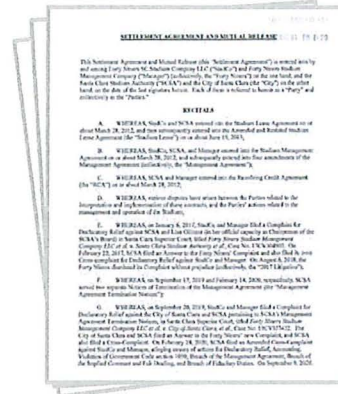 SETTLEMENT AGREEMENT AND MUTUAL RELEASE
This Settlement Agreement and Mutual Release (this "Settlement Agreement") is entered into by
and among Forty Niners SC Stadium Company LLC ("StadCo") and Forty Niners Stadium
Management Company ("Manager") (collectively, the "Forty Niners") on the one hand, and the
Santa Clara Stadium Authority ("SCSA") and the City of Santa Clara (the "City") on the other
hand, on the date of the last signature hereto. Each of these is referred to herein as a "Party" and
collectively as the "Parties."
RECITALS
A. WHEREAS, StadCo and SCSA entered into the Stadium Lease Agreement on or
about March 28, 2012, and then subsequently entered into the Amended and Restated Stadium
Lease Agreement (the "Stadium Lease") on or about June 19, 2013;
B. WHEREAS, StadCo, SCSA, and Manager entered into the Stadium Management
Agreement on or about March 28, 2012, and subsequently entered into four amendments of the
Management Agreement (collectively, the "Management Agreement");
C. WHEREAS, SCSA and Manager entered into the Revolving Credit Agreement
(the "RCA") on or about March 28, 2012;
D. WHEREAS, various disputes have arisen between the Parties related to the
interpretation and implementation of these contracts, and the Parties' actions related to the
management and operation of the Stadium;
E. WHEREAS, on January 6, 2017, StadCo and Manager filed a Complaint for
Declaratory Relief against SCSA and Lisa Gillmor (in her official capacity as Chairperson of the
SCSA's Board) in Santa Clara Superior Court, titled Forty Niners Stadium Management
Company LLC et al. v. Santa Clara Stadium Authority et al., Case No.
February 22, 2017, SCSA filed an Answer to the Forty Niners' Complaint and also filed its own
Cross-complaint for Declaratory Relief against StadCo and Manager. On August 6, 2018, the
Forty Niners dismissed its Complaint without prejudice (collectively, the "2017 Litigation").
F. WHEREAS, on September 17, 2019 and February 14, 2020, respectively, SCSA
served two separate Notices of Termination of the Management Agreement (the "Management
Agreement Termination Notices");
G. WHEREAS, on September 20, 2019, StadCo and Manager filed a Complaint for
Declaratory Relief against the City of Santa Clara and SCSA pertaining to SCSA's Management
Agreement Termination Notices, in Santa Clara Superior Court, titled Forty Niners Stadium
Management Company LLC et al. v. City of Santa Clara, et al., Case No.
City of Santa Clara and SCSA filed an Answer to the Forty Niners' new Complaint, and SCSA
also filed a Cross-Complaint. On February 14, 2020, SCSA filed an Amended Cross-Complaint
against StadCo and Manager, alleging causes of action for Declaratory Relief, Accounting,
Violation of Government Code section 1090, Breach of the Management Agreement, Breach of
the Implied Covenant and Fair Dealing, and Breach of Fiduciary Duties. On September 9, 2020,